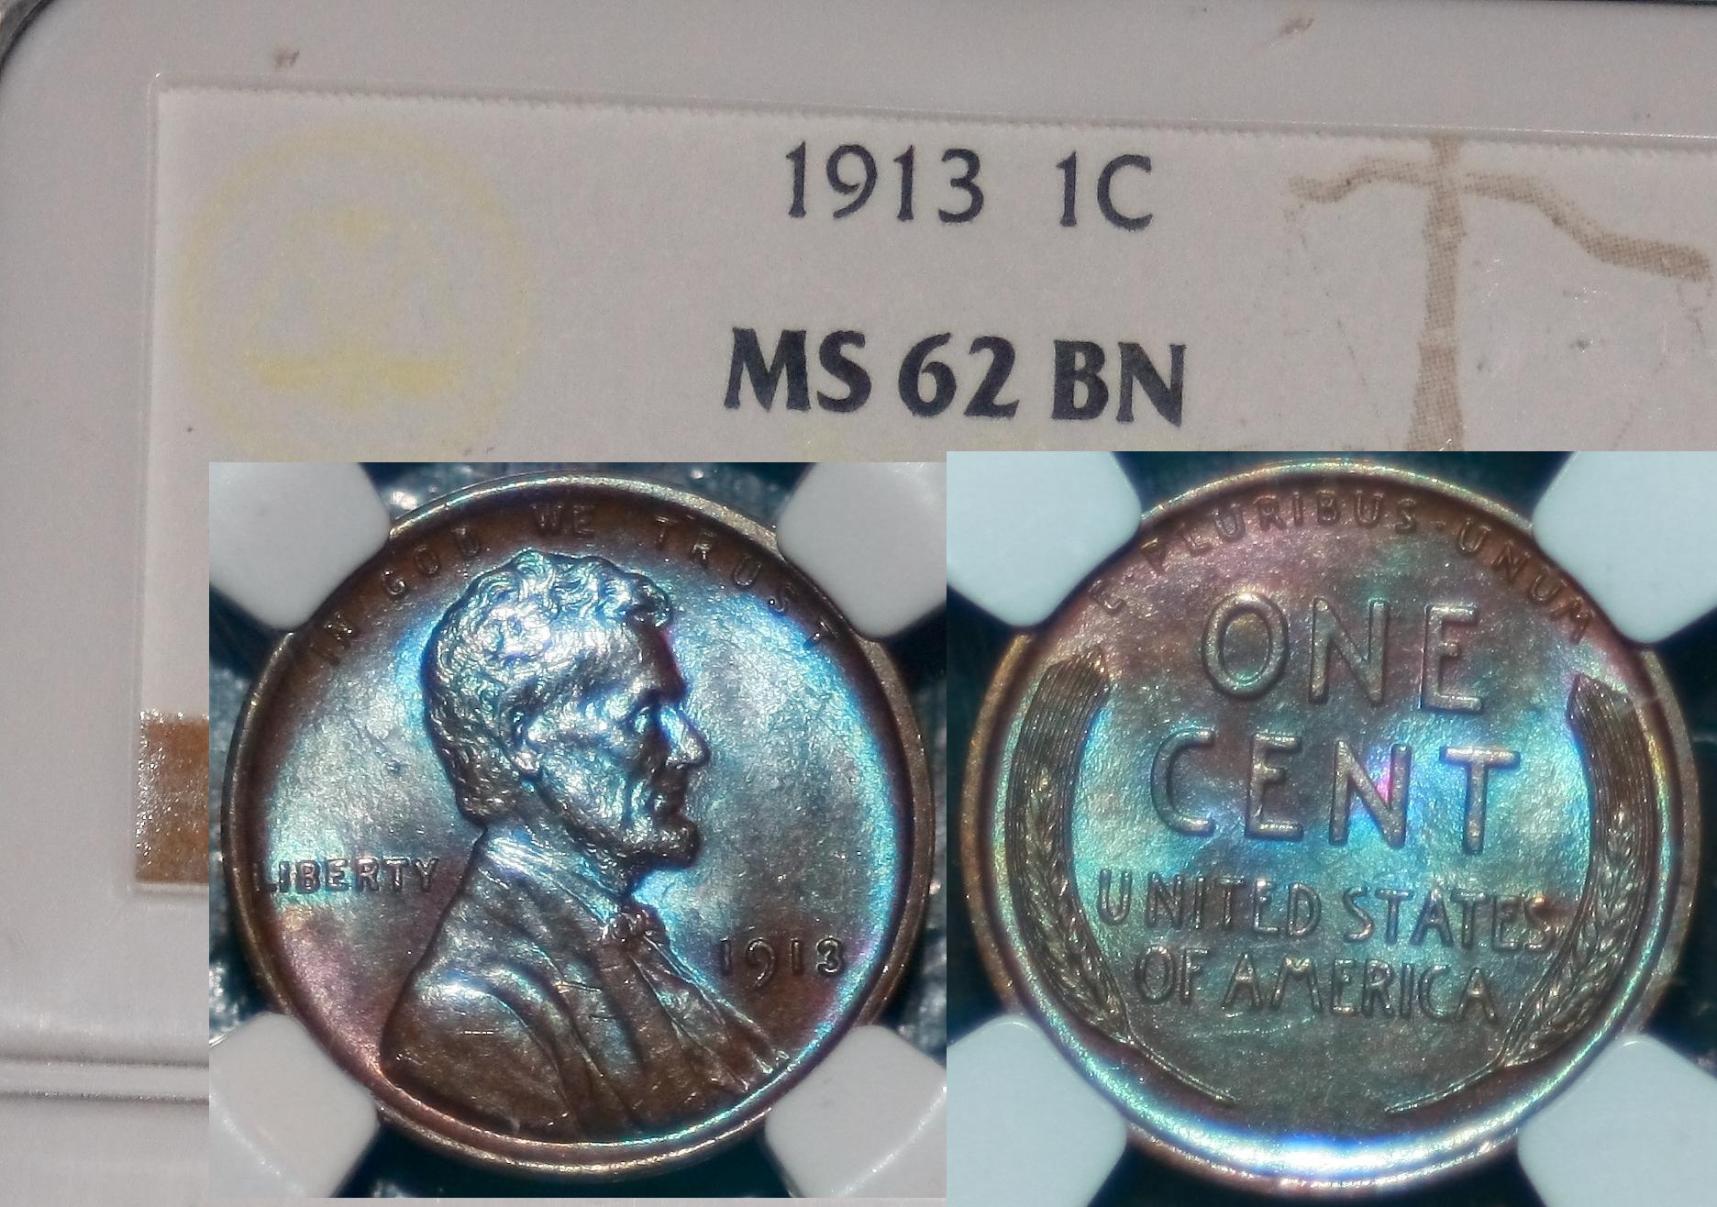 1913 1C
MS 62 BN
IN GOD WE TRUST
LIBERTY
1913
E·PLURIBUS·UNUM
ONE
CENT
UNITED STATES
OF AMERICA